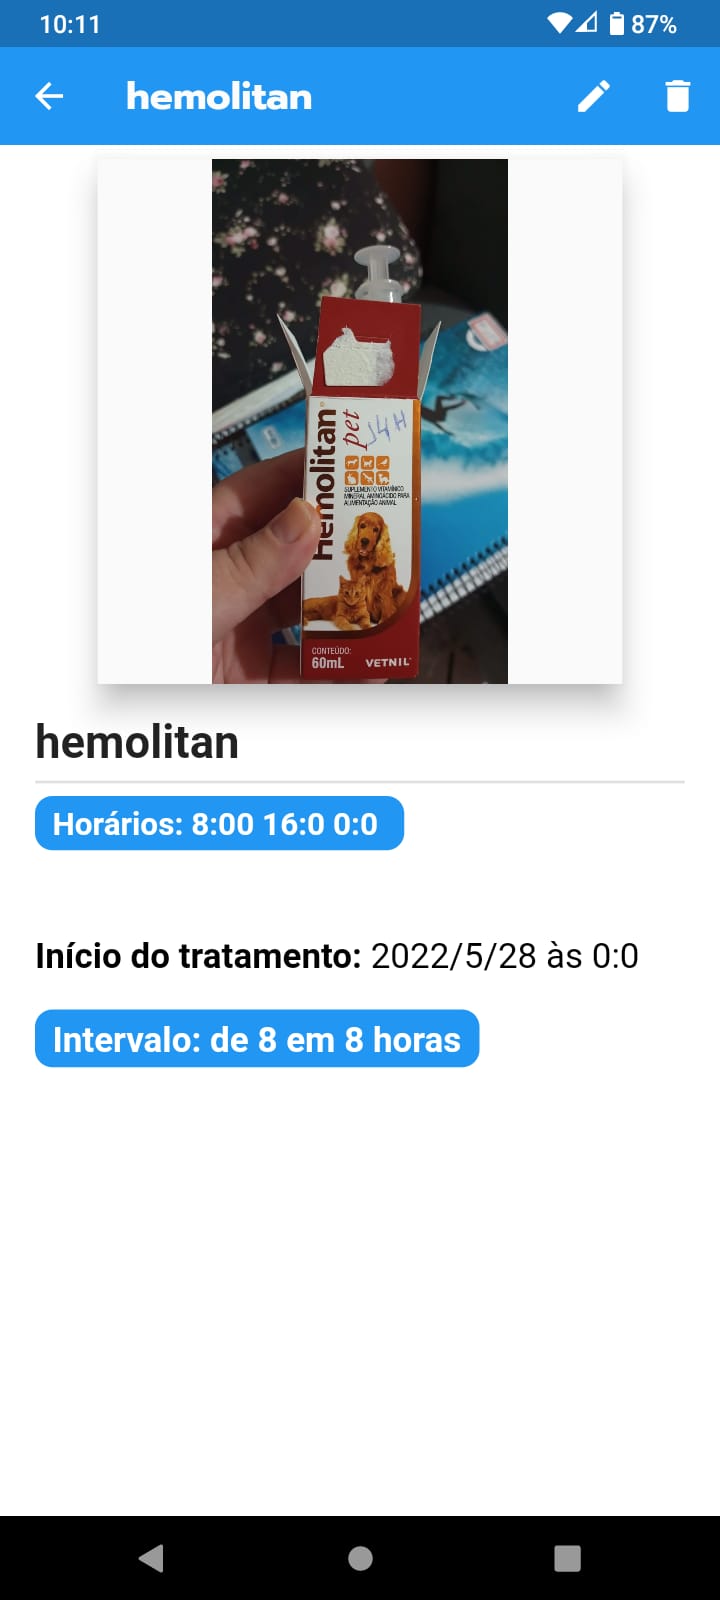 10:11
87%
hemolitan
Hemolitan®
pet
SUPLEMENTO VITAMÍNICO
MINERAL AMINOÁCIDO PARA
ALIMENTAÇÃO ANIMAL
CONTEÚDO:
60mL
VETNIL®
hemolitan
Horários: 8:00 16:0 0:0
Início do tratamento: 2022/5/28 às 0:0
Intervalo: de 8 em 8 horas